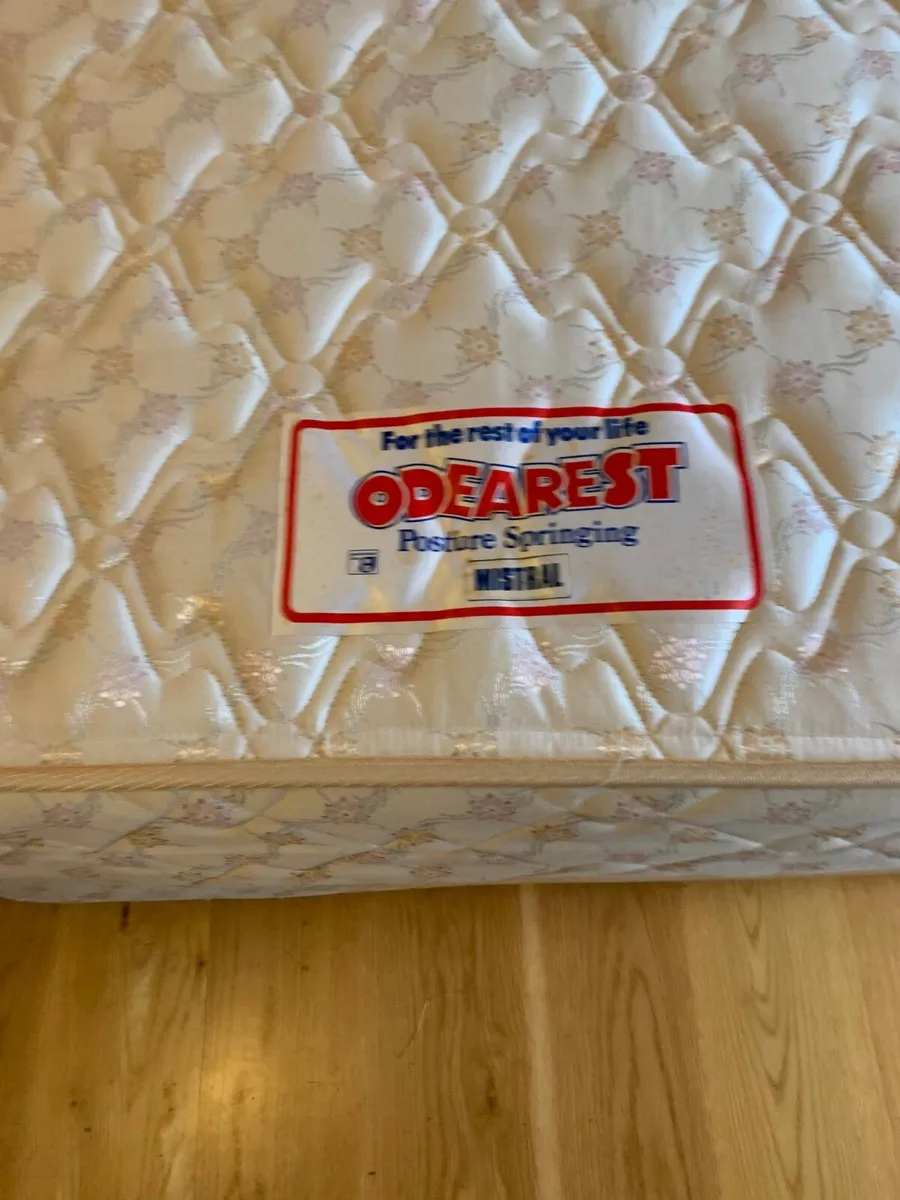 For the rest of your life
ODEAREST
Posture Springing
MISTRAL